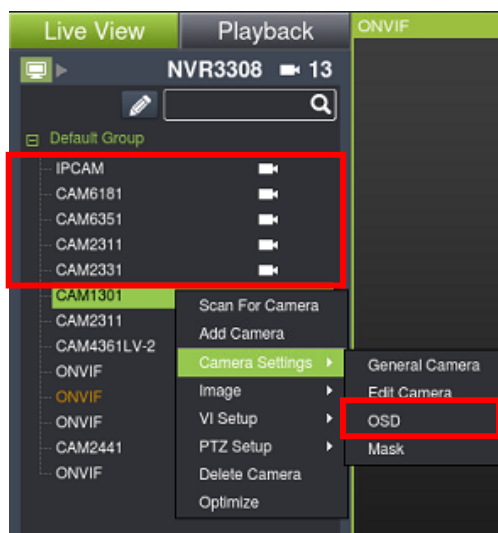 Live View Playback ONVIF
NVR3308 13
Default Group
IPCAM
CAM6181
CAM6351
CAM2311
CAM2331
CAM1301
CAM2311
CAM4361LV-2
ONVIF
ONVIF
ONVIF
CAM2441
ONVIF
Scan For Camera
Add Camera
Camera Settings
Image
VI Setup
PTZ Setup
Delete Camera
Optimize
General Camera
Edit Camera
OSD
Mask